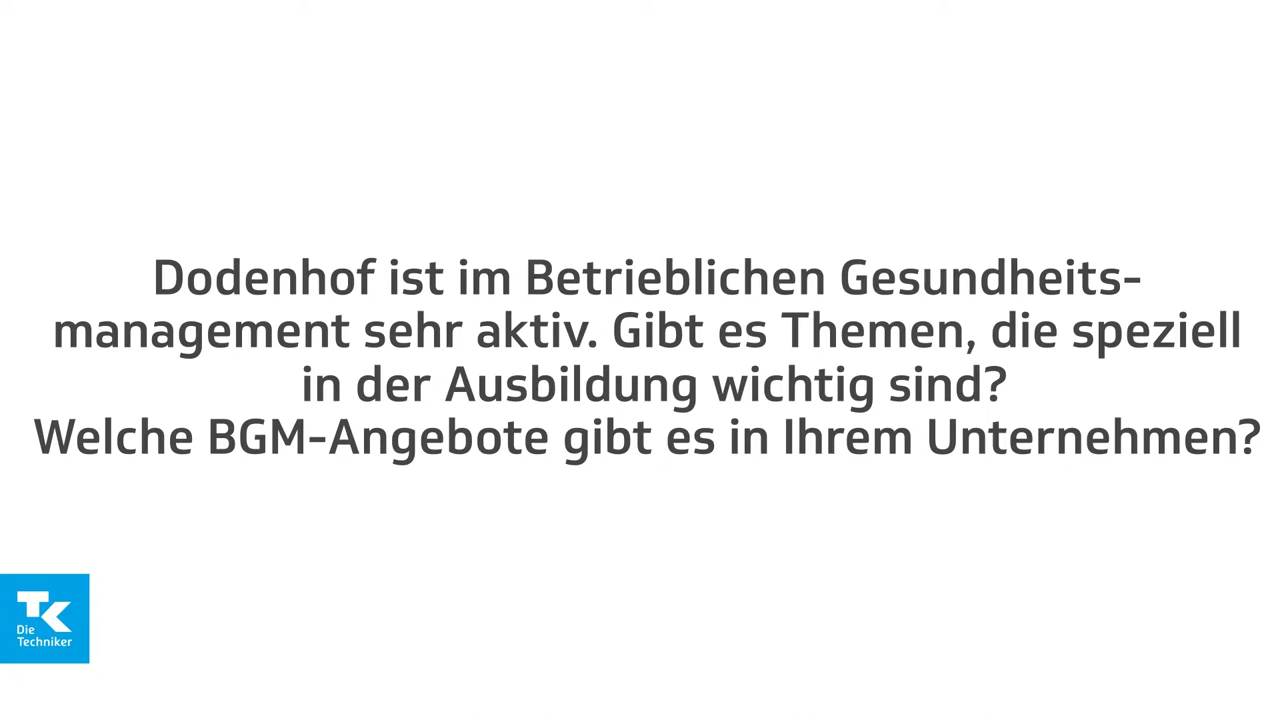 Dodenhof ist im Betrieblichen Gesundheits-
management sehr aktiv. Gibt es Themen, die speziell
in der Ausbildung wichtig sind?
Welche BGM-Angebote gibt es in Ihrem Unternehmen?
TK
Die
Techniker